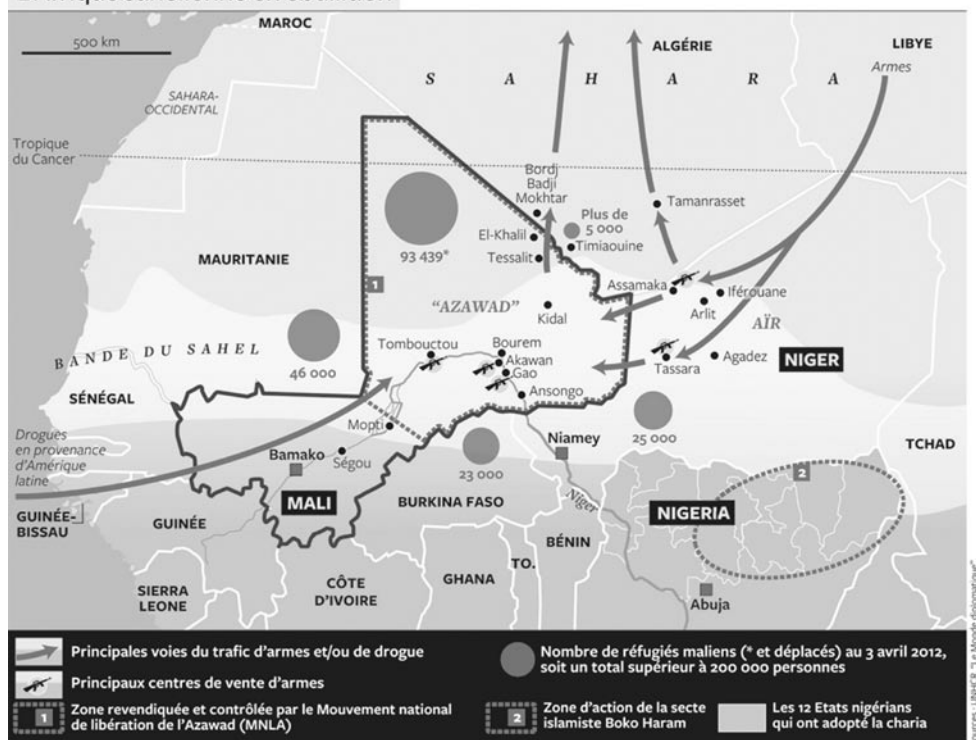 MAROC
500 km
ALGÉRIE
LIBYE
Armes
S A H A R A
SAHARA-
OCCIDENTAL
Tropique
du Cancer
Bordj
Badji
Mokhtar
Plus de
5 000
Tamanrasset
El-Khalil
Timiaouine
Tessalit
93 439*
MAURITANIE
1
Assamaka
Iférouane
Arlit
"AZAWAD"
Kidal
AÏR
BANDE DU SAHEL
46 000
Tombouctou
Bourem
Akawan
Gao
Ansongo
Tassara
Agadez
NIGER
SÉNÉGAL
Mopti
Ségou
23 000
Niamey
25 000
TCHAD
Drogues
en provenance
d'Amérique
latine
Bamako
MALI
BURKINA FASO
Niger
2
NIGERIA
GUINÉE-
BISSAU
GUINÉE
BÉNIN
TO.
GHANA
CÔTE
D'IVOIRE
SIERRA
LEONE
Abuja
Principales voies du trafic d'armes et/ou de drogue
Principaux centres de vente d'armes
1 Zone revendiquée et contrôlée par le Mouvement national
de libération de l'Azawad (MNLA)
Nombre de réfugiés maliens (* et déplacés) au 3 avril 2012,
soit un total supérieur à 200 000 personnes
2 Zone d'action de la secte
islamiste Boko Haram
Les 12 Etats nigérians
qui ont adopté la charia
"Le Monde diplomatique"